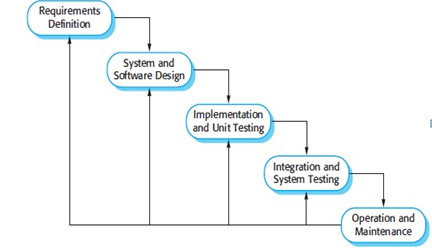 Requirements
Definition
System and
Software Design
Implementation
and Unit Testing
Integration and
System Testing
Operation and
Maintenance